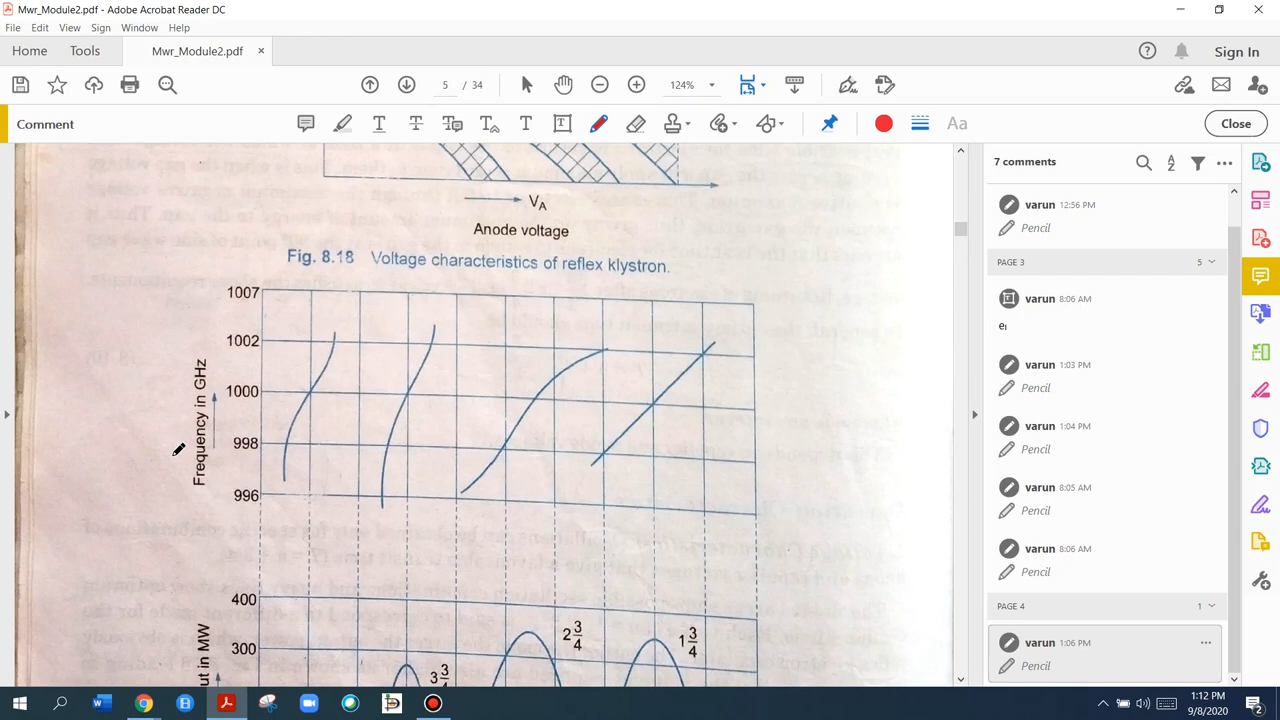 Mwr_Module2.pdf - Adobe Acrobat Reader DC
File Edit View Sign Window Help
Home Tools Mwr_Module2.pdf × Sign In
5 / 34 124%
Comment Close
Aa
7 comments
varun 12:56 PM
Pencil
PAGE 3 5
varun 8:06 AM
varun 1:03 PM
Pencil
varun 1:04 PM
Pencil
varun 8:05 AM
Pencil
varun 8:06 AM
Pencil
PAGE 4 1
varun 1:06 PM
Pencil
VA
Anode voltage
Fig. 8.18 Voltage characteristics of reflex klystron.
1007
1002
1000
998
996
Frequency in GHz
400
300
in MW
3 3/4
2 3/4
1 3/4
1:12 PM
9/8/2020
2